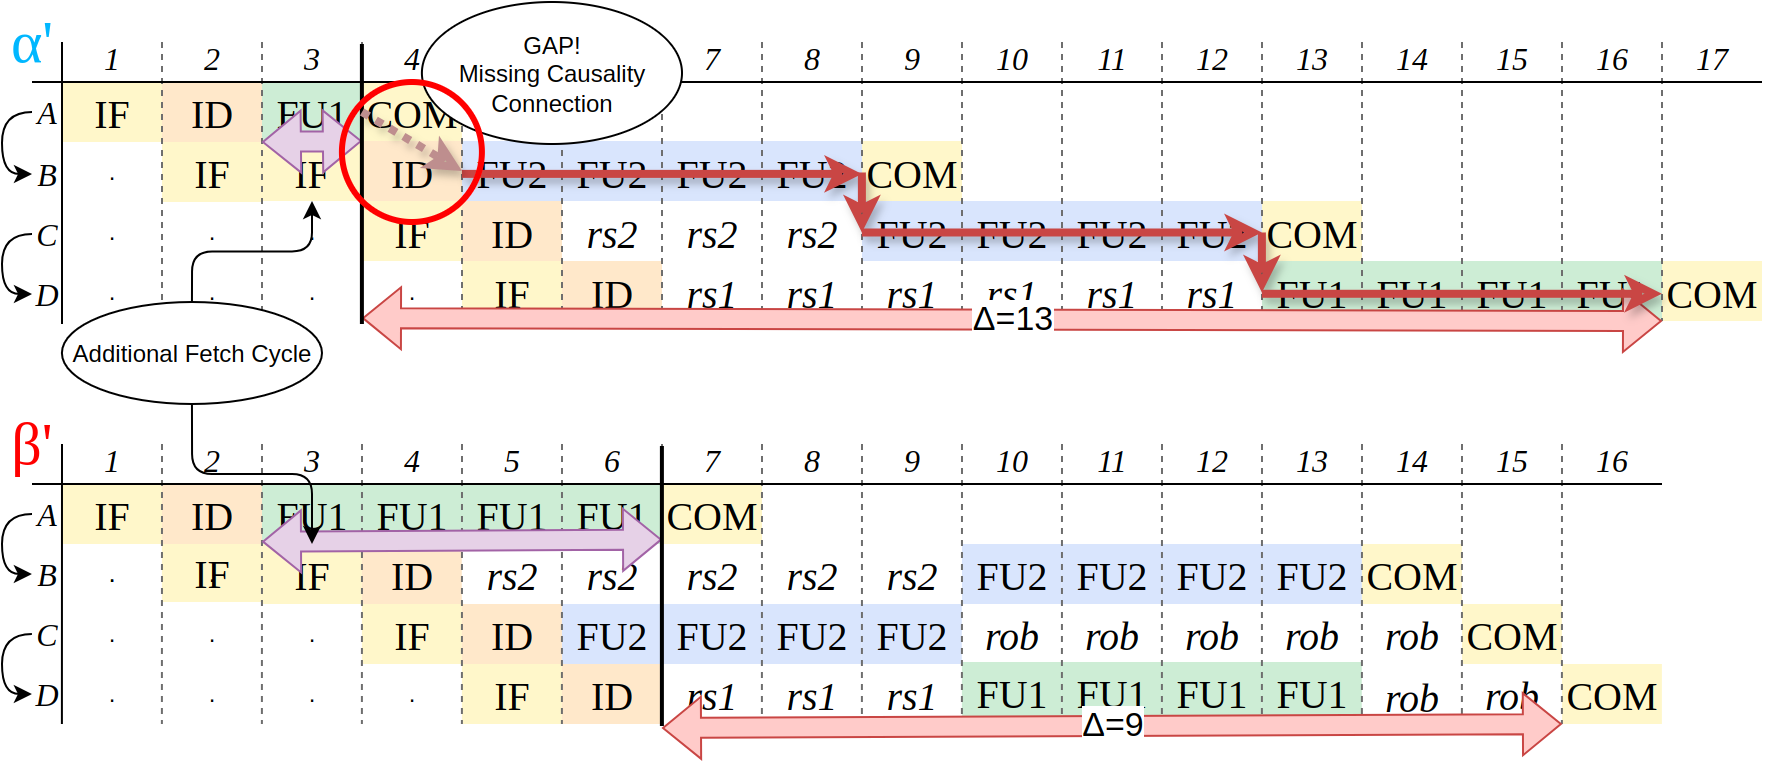 α'
1 2 3 4 7 8 9 10 11 12 13 14 15 16 17
GAP!
Missing Causality
Connection
A IF ID FU1 COM
B . IF IF ID FU2 FU2 FU2 FU2 COM
C . . . IF ID rs2 rs2 rs2 FU2 FU2 FU2 FU2 COM
D . . . . IF ID rs1 rs1 rs1 rs1 rs1 rs1 FU1 FU1 FU1 FU1 COM
Δ=13
Additional Fetch Cycle
β'
1 2 3 4 5 6 7 8 9 10 11 12 13 14 15 16
A IF ID FU1 FU1 FU1 FU1 COM
B . IF IF ID rs2 rs2 rs2 rs2 rs2 FU2 FU2 FU2 FU2 COM
C . . . IF ID FU2 FU2 FU2 FU2 rob rob rob rob rob COM
D . . . . IF ID rs1 rs1 rs1 FU1 FU1 FU1 FU1 rob rob COM
Δ=9